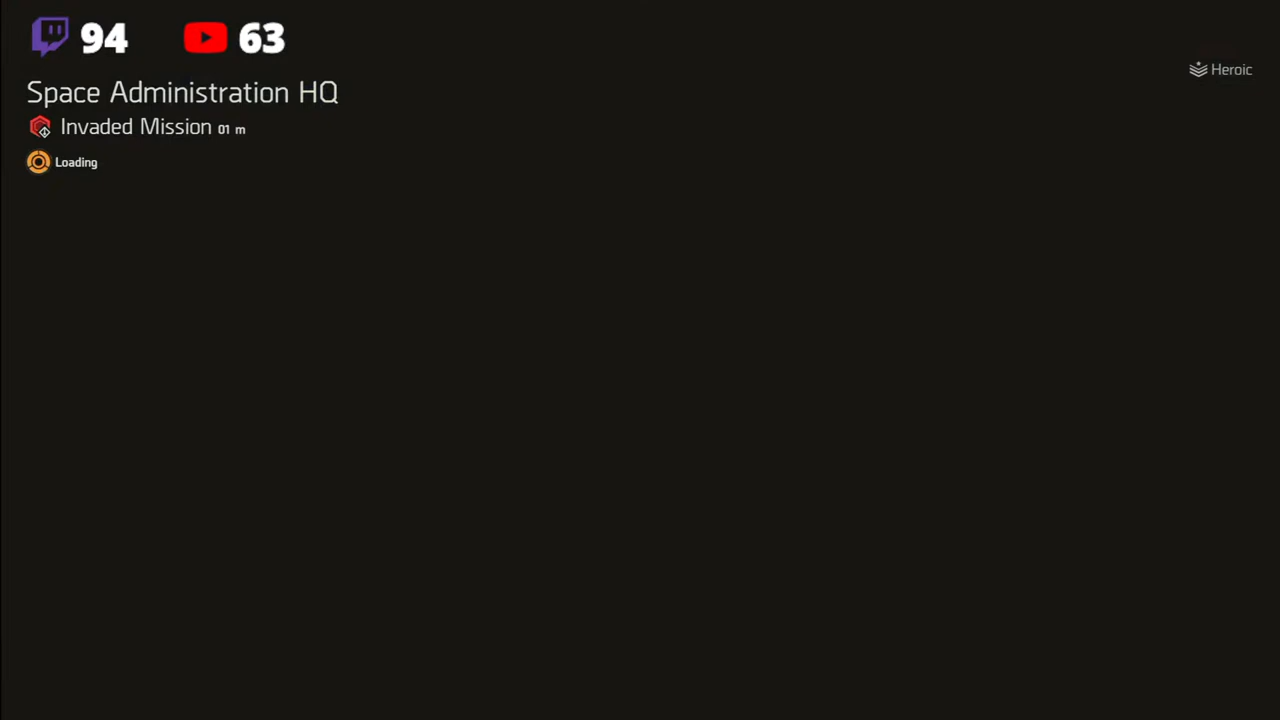 94 63
Space Administration HQ
Heroic
Invaded Mission 01 m
Loading